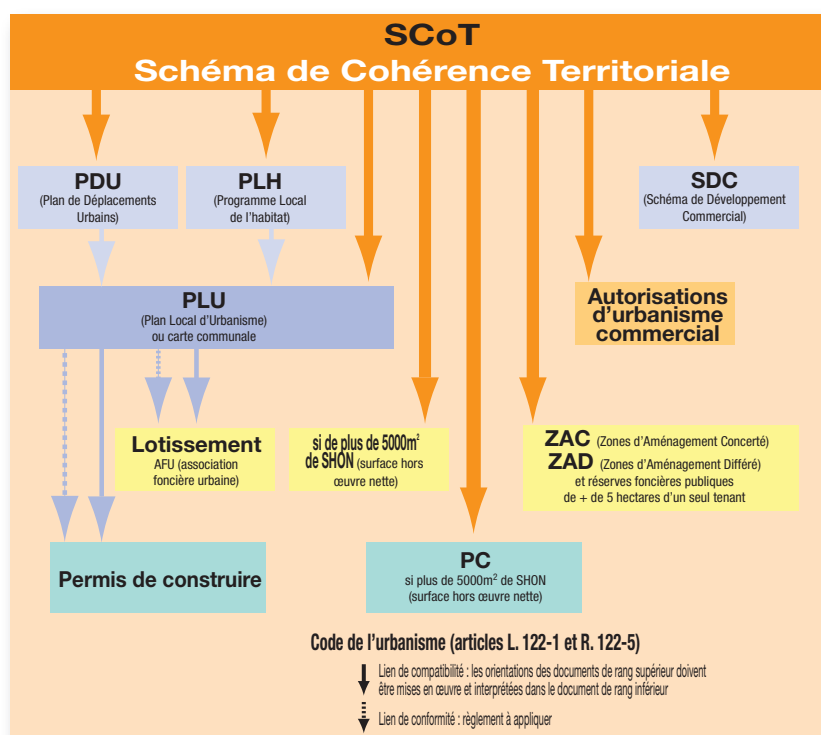 SCoT
Schéma de Cohérence Territoriale
PDU
(Plan de Déplacements
Urbains)
PLH
(Programme Local
de l'habitat)
SDC
(Schéma de Développement
Commercial)
PLU
(Plan Local d'Urbanisme)
ou carte communale
Autorisations
d'urbanisme
commercial
Lotissement
AFU (association
foncière urbaine)
si de plus de 5000m²
de SHON (surface hors
œuvre nette)
ZAC (Zones d'Aménagement Concerté)
ZAD (Zones d'Aménagement Différé)
et réserves foncières publiques
de + de 5 hectares d'un seul tenant
Permis de construire
PC
si plus de 5000m² de SHON
(surface hors œuvre nette)
Code de l'urbanisme (articles L. 122-1 et R. 122-5)
Lien de compatibilité : les orientations des documents de rang supérieur doivent
être mises en œuvre et interprétées dans le document de rang inférieur
Lien de conformité : règlement à appliquer